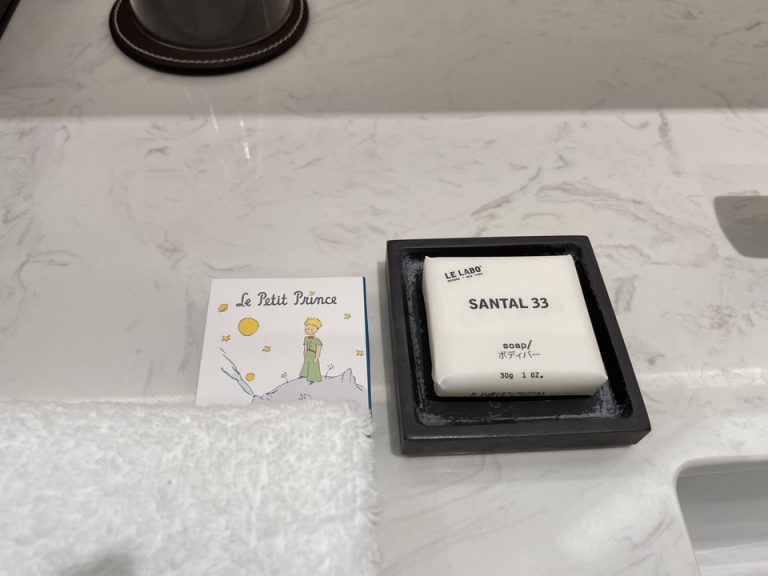 Le Petit Prince
LE LABO
SANTAL 33
soap/
ボディバー
30g 1 OZ.